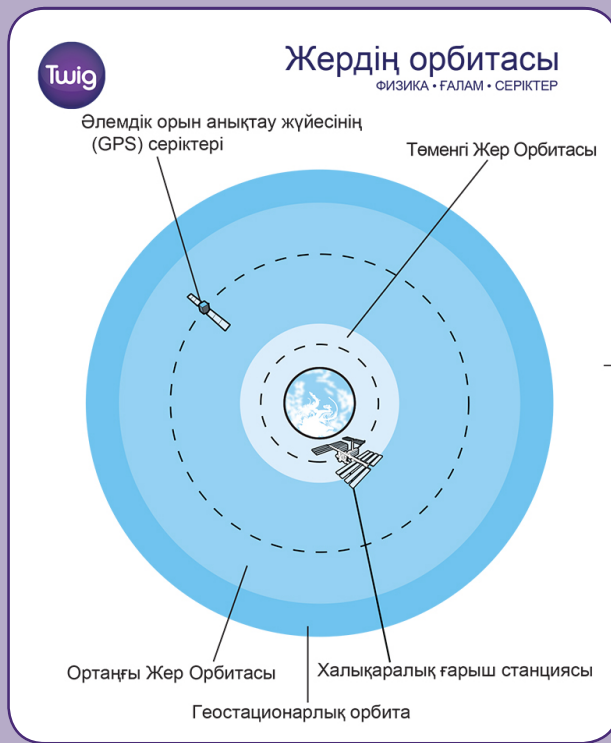 Twig
Жердің орбитасы
ФИЗИКА • ҒАЛАМ • СЕРІКТЕР
Әлемдік орын анықтау жүйесінің
(GPS) серіктері
Төменгі Жер Орбитасы
Ортаңғы Жер Орбитасы
Халықаралық ғарыш станциясы
Геостационарлық орбита